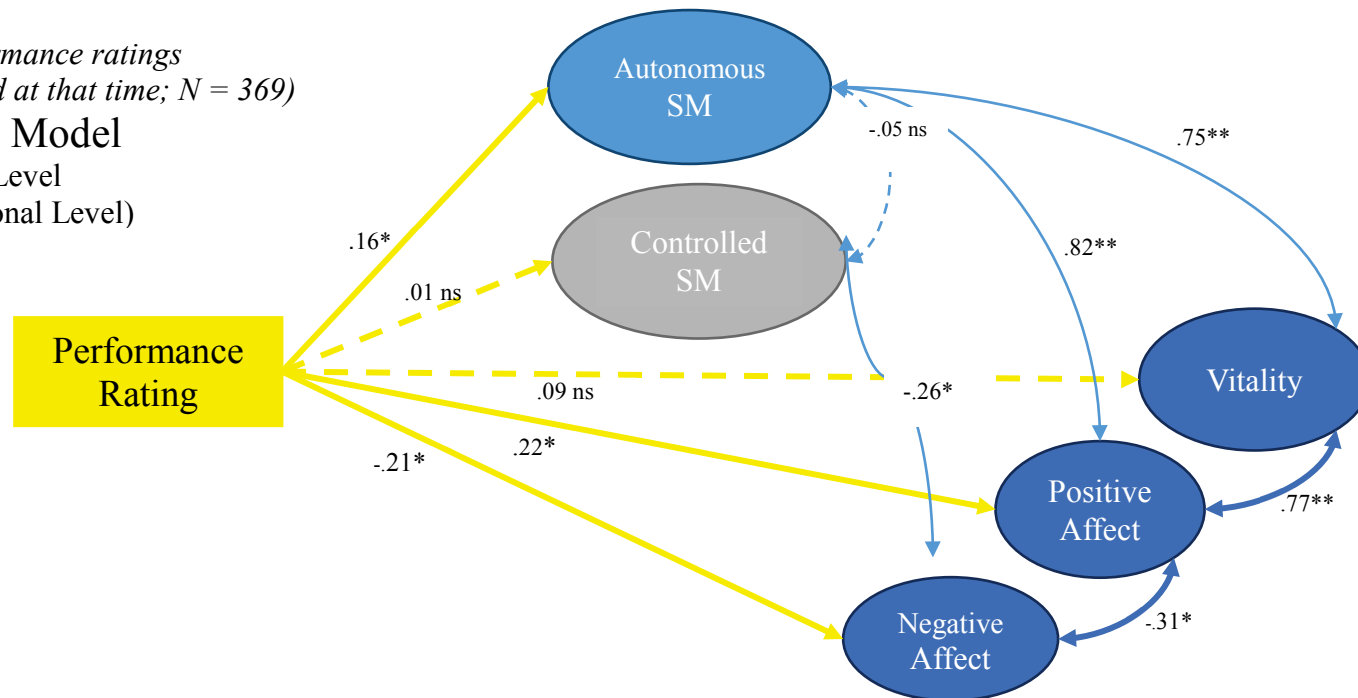 rmance ratings
d at that time; N = 369)
Model
Level
onal Level)
Autonomous
SM
-.05 ns
.75**
Controlled
SM
.16*
.82**
.01 ns
Performance
Rating
.09 ns
-.26*
Vitality
-.21*
.22*
Positive
Affect
.77**
Negative
Affect
-.31*